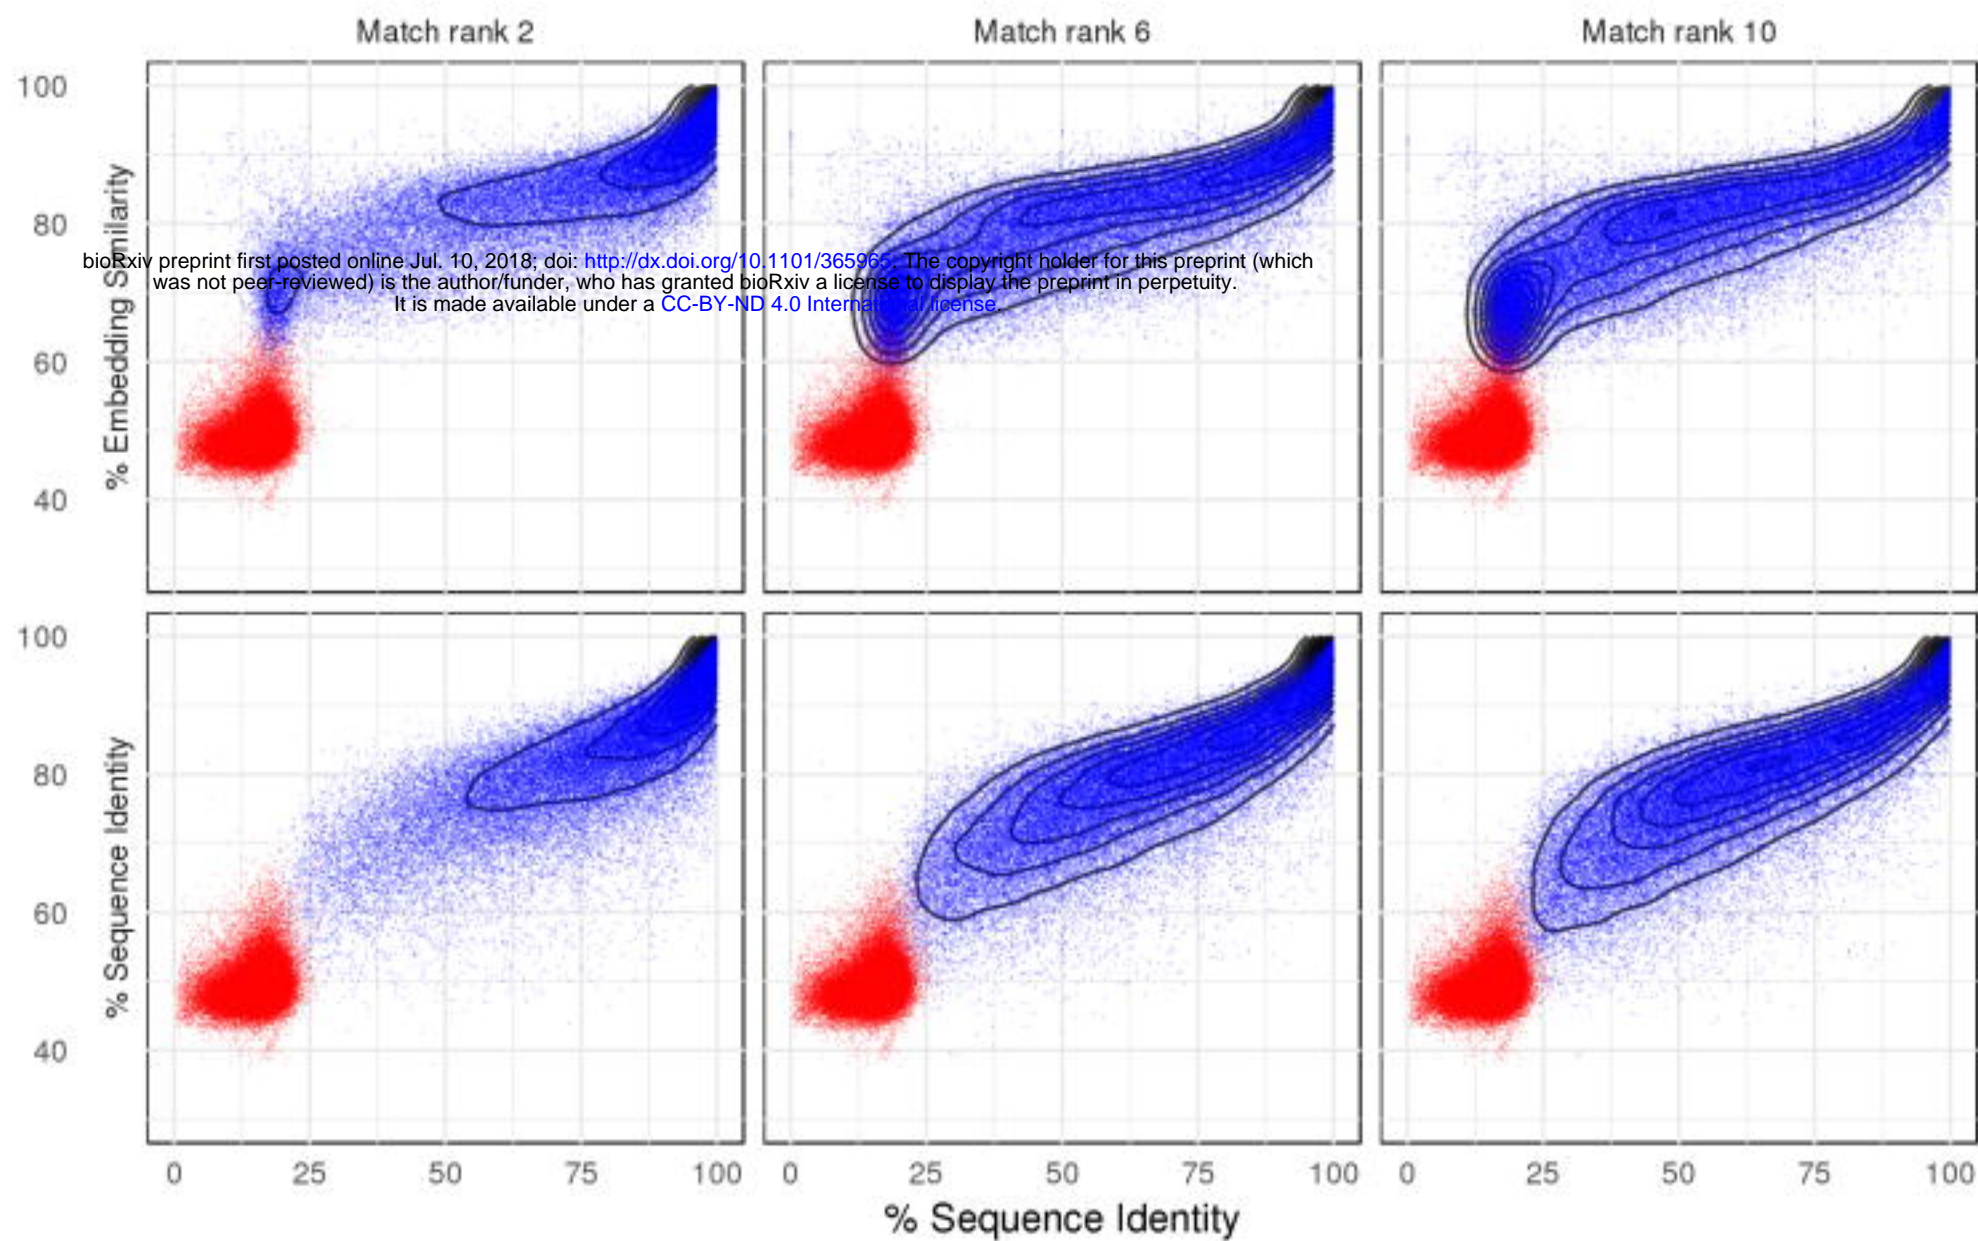 Match rank 2 Match rank 6 Match rank 10
100
80
60
40
% Embedding Similarity
bioRxiv preprint first posted online Jul. 10, 2018; doi: http://dx.doi.org/10.1101/365965. The copyright holder for this preprint (which
was not peer-reviewed) is the author/funder, who has granted bioRxiv a license to display the preprint in perpetuity.
It is made available under a CC-BY-ND 4.0 International license.
100
80
60
40
% Sequence Identity
0 25 50 75 100 0 25 50 75 100 0 25 50 75 100
% Sequence Identity